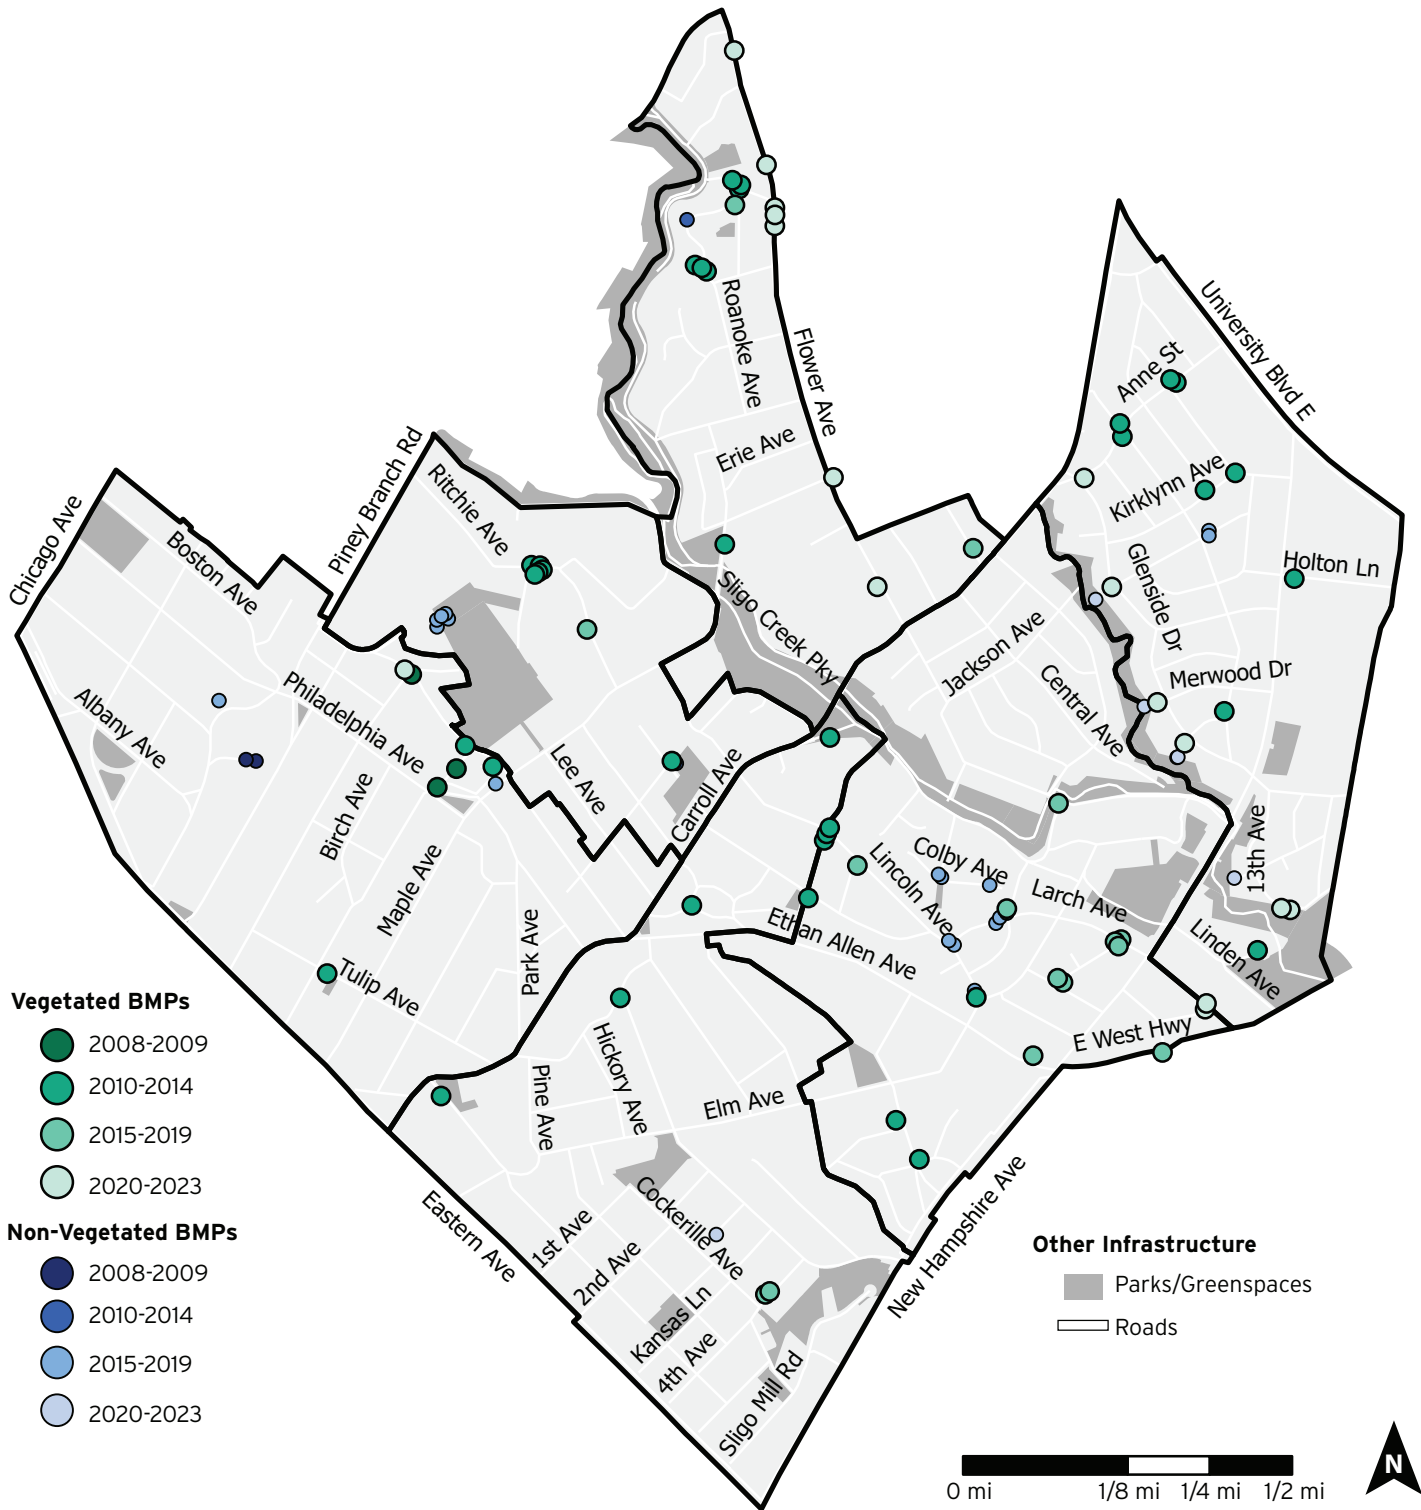 Roanoke Ave
Flower Ave
Erie Ave
University Blvd E
Anne St
Kirklynn Ave
Holton Ln
Glenside Dr
Merwood Dr
Piney Branch Rd
Ritchie Ave
Chicago Ave
Boston Ave
Sligo Creek Pky
Jackson Ave
Central Ave
Albany Ave
Philadelphia Ave
Birch Ave
Maple Ave
Lee Ave
Carroll Ave
Lincoln Ave
Colby Ave
Larch Ave
13th Ave
Linden Ave
Ethan Allen Ave
E West Hwy
Park Ave
Tulip Ave
Hickory Ave
Pine Ave
Elm Ave
Eastern Ave
1st Ave
2nd Ave
Cockerille Ave
Kansas Ln
4th Ave
Sligo Mill Rd
New Hampshire Ave
Vegetated BMPs
2008-2009
2010-2014
2015-2019
2020-2023
Non-Vegetated BMPs
2008-2009
2010-2014
2015-2019
2020-2023
Other Infrastructure
Parks/Greenspaces
Roads
0 mi 1/8 mi 1/4 mi 1/2 mi
N